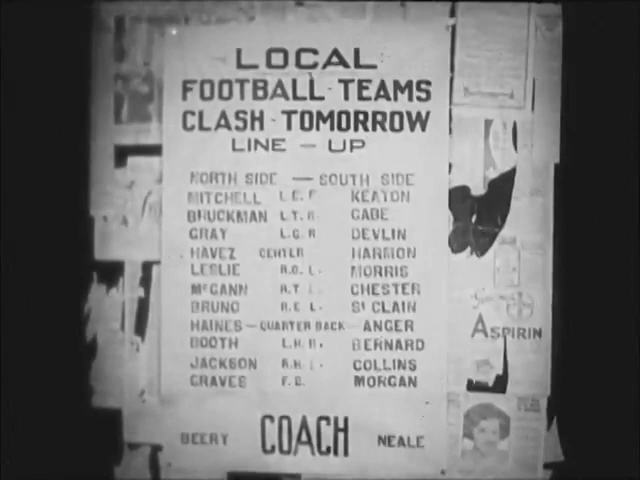 LOCAL
FOOTBALL-TEAMS
CLASH-TOMORROW
LINE - UP
NORTH SIDE - SOUTH SIDE
MITCHELL L.E. KEATON
BRUCKMAN L.T. GABE
GRAY L.G. DEVLIN
HAVEZ CENTER HARMON
LESLIE R.G. L. MORRIS
McCANN R.T CHESTER
BRUNO R.E. L. St CLAIN
HAINES - QUARTER BACK - ANGER
BOOTH L.H. BERNARD
JACKSON R.H. COLLINS
GRAVES F.B. MORGAN
BEERY COACH NEALE
ASPIRIN